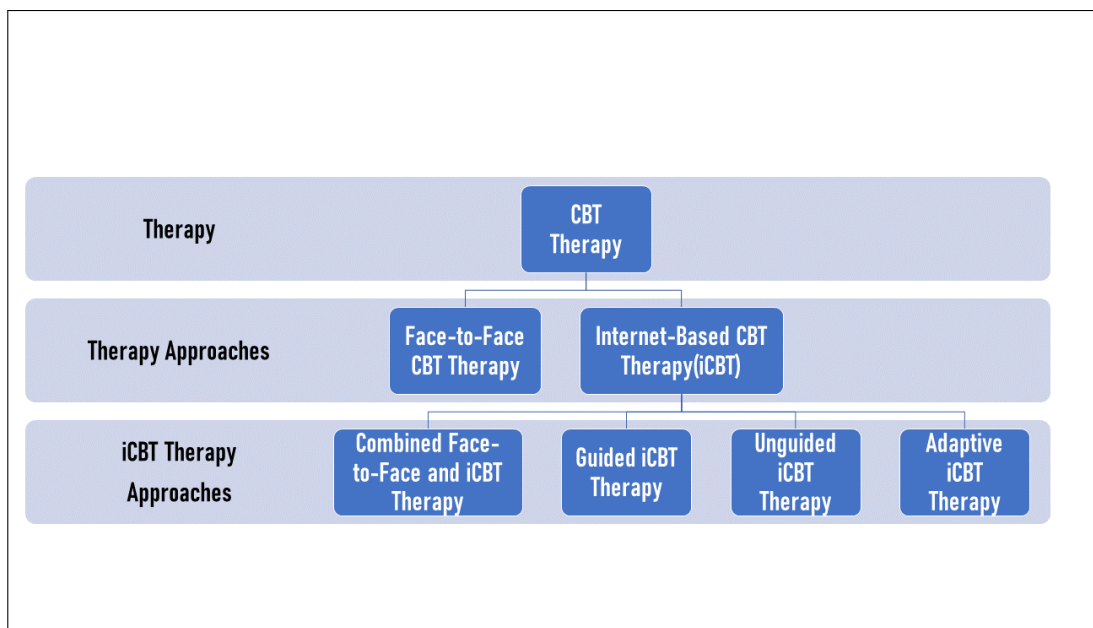 Therapy
CBT
Therapy
Therapy Approaches
Face-to-Face
CBT Therapy
Internet-Based CBT
Therapy(iCBT)
iCBT Therapy
Approaches
Combined Face-
to-Face and iCBT
Therapy
Guided iCBT
Therapy
Unguided
iCBT
Therapy
Adaptive
iCBT
Therapy